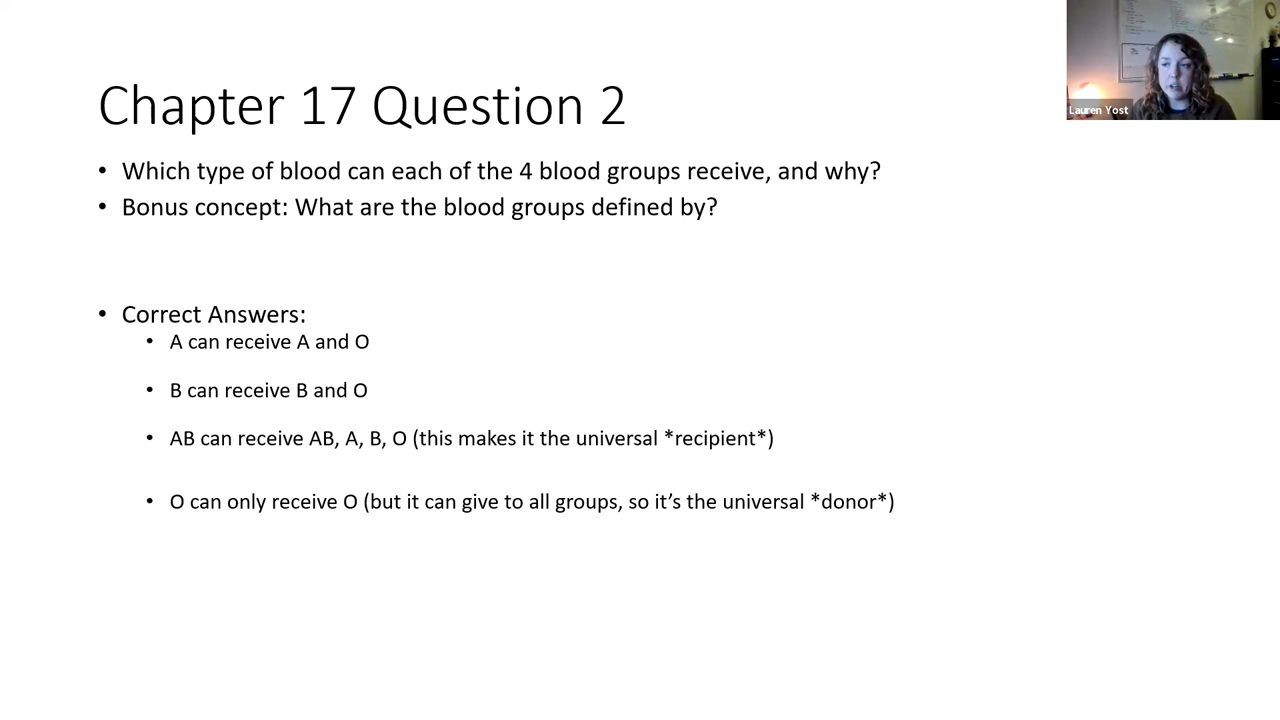 Lauren Yost
Chapter 17 Question 2
• Which type of blood can each of the 4 blood groups receive, and why?
• Bonus concept: What are the blood groups defined by?
• Correct Answers:
• A can receive A and O
• B can receive B and O
• AB can receive AB, A, B, O (this makes it the universal *recipient*)
• O can only receive O (but it can give to all groups, so it’s the universal *donor*)